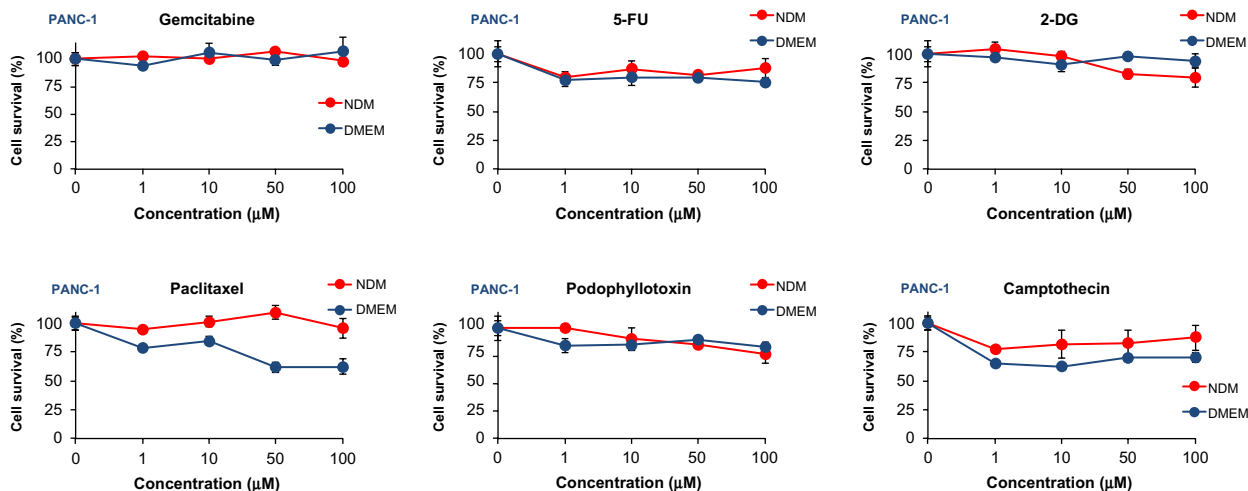 PANC-1
Gemcitabine
Cell survival (%)
100
75
50
25
0
NDM
DMEM
0 1 10 50 100
Concentration (μM)
PANC-1
5-FU
Cell survival (%)
100
75
50
25
0
NDM
DMEM
0 1 10 50 100
Concentration (μM)
PANC-1
2-DG
Cell survival (%)
100
75
50
25
0
NDM
DMEM
0 1 10 50 100
Concentration (μM)
PANC-1
Paclitaxel
Cell survival (%)
100
75
50
25
0
NDM
DMEM
0 1 10 50 100
Concentration (μM)
PANC-1
Podophyllotoxin
Cell survival (%)
100
75
50
25
0
NDM
DMEM
0 1 10 50 100
Concentration (μM)
PANC-1
Camptothecin
Cell survival (%)
100
75
50
25
0
NDM
DMEM
0 1 10 50 100
Concentration (μM)